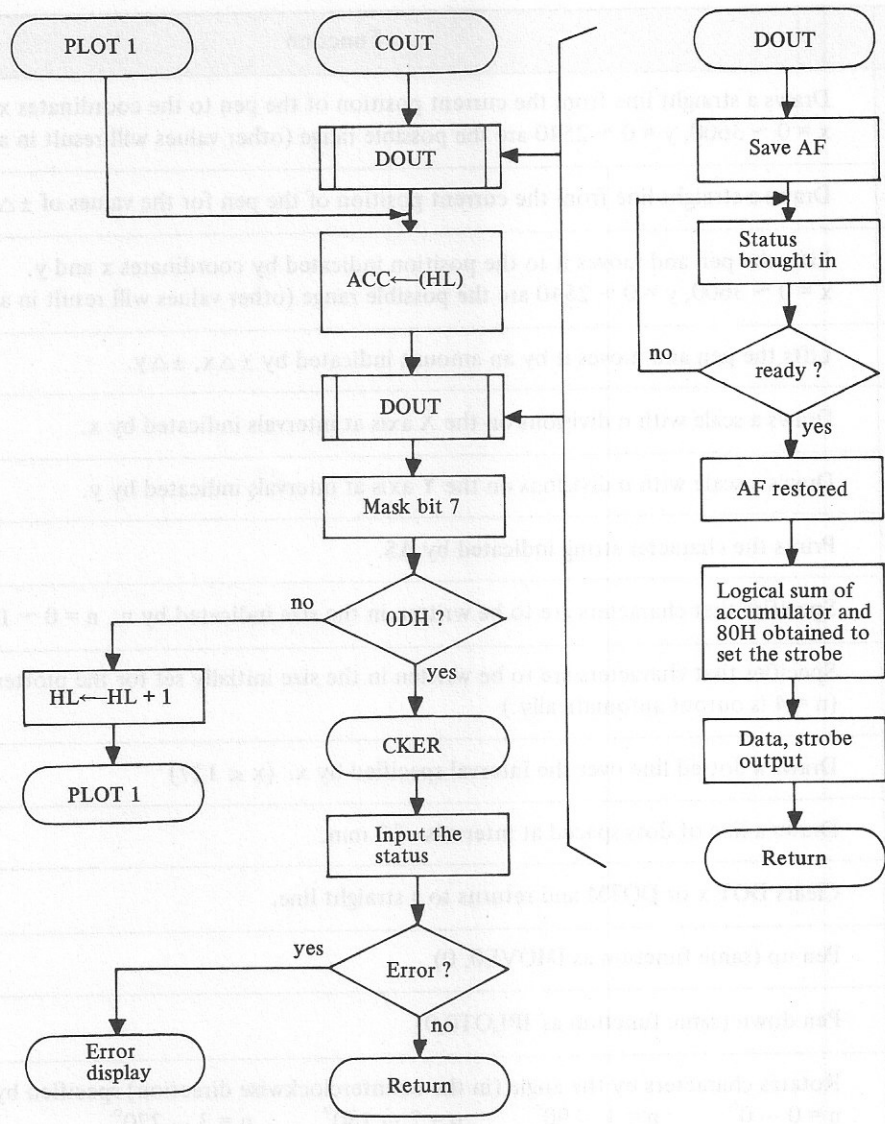 PLOT 1
COUT
DOUT
ACC←(HL)
DOUT
Mask bit 7
no
0DH ?
yes
HL←HL + 1
PLOT 1
CKER
Input the
status
yes
Error ?
no
Error
display
Return
DOUT
Save AF
Status
brought in
no
ready ?
yes
AF restored
Logical sum of
accumulator and
80H obtained to
set the strobe
Data, strobe
output
Return